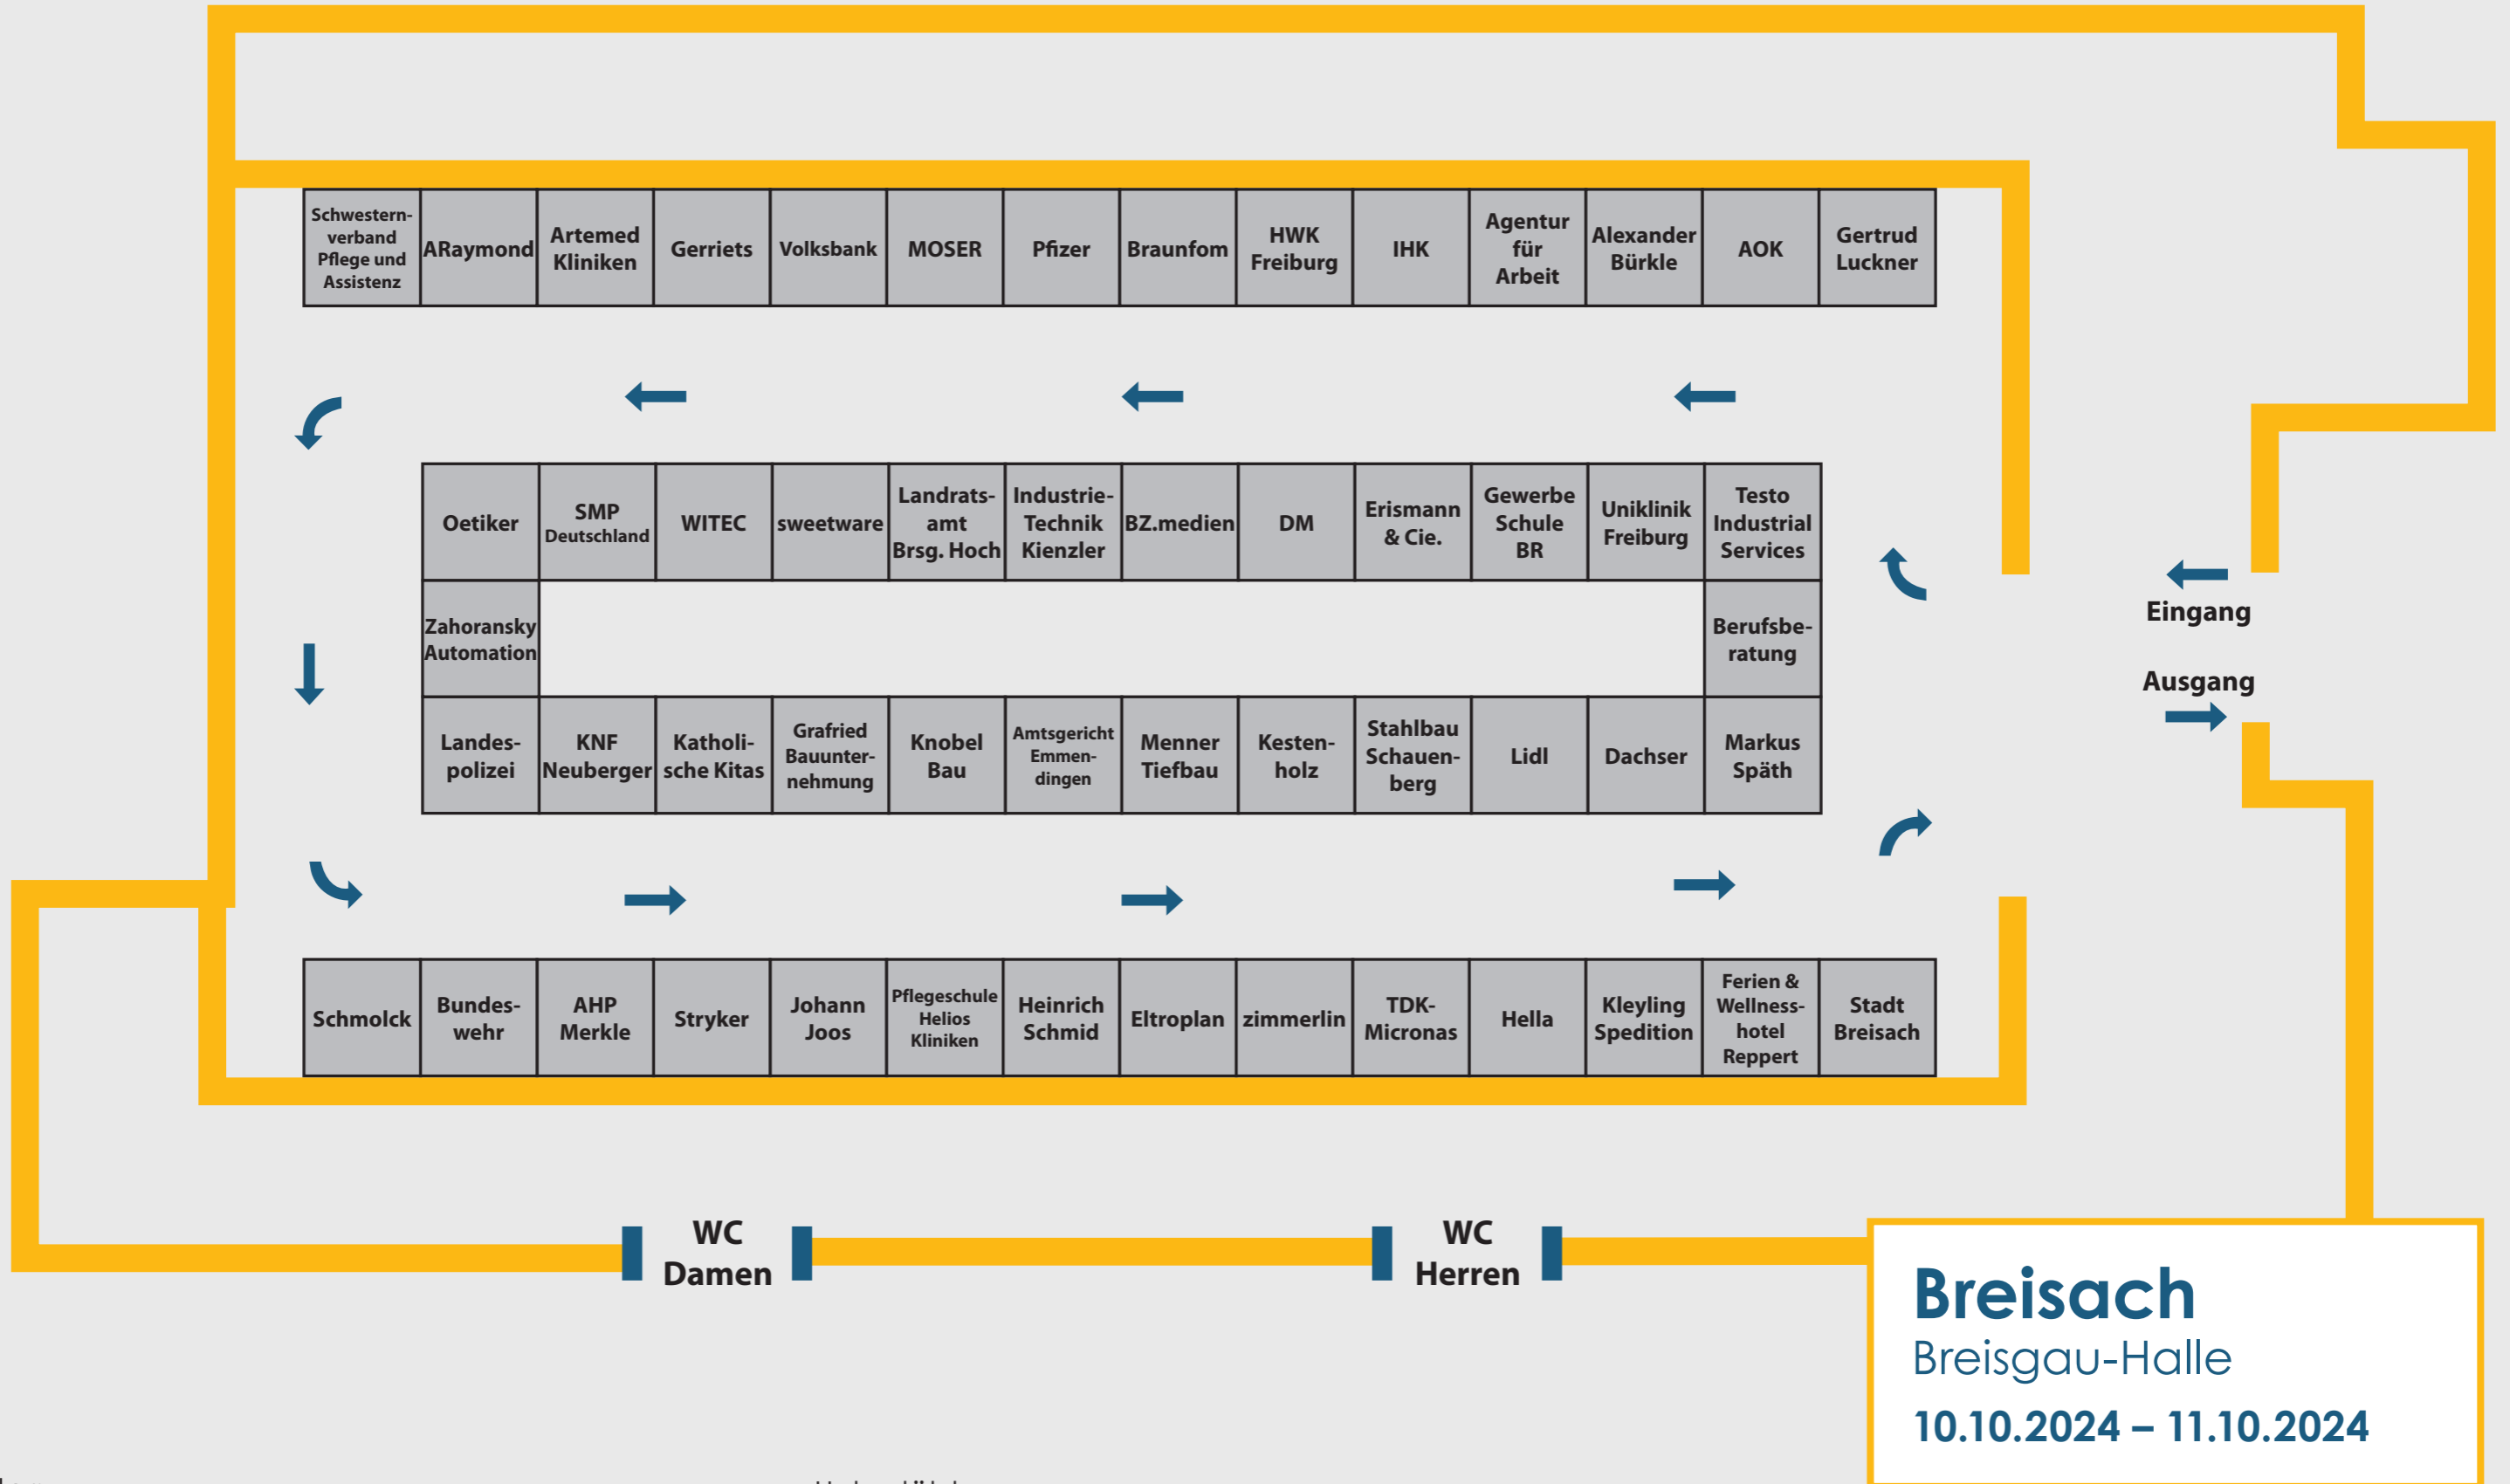 Schwestern-
verband
Pflege und
Assistenz
ARaymond
Artemed
Kliniken
Gerriets
Volksbank
MOSER
Pfizer
Braunfom
HWK
Freiburg
IHK
Agentur
für
Arbeit
Alexander
Bürkle
AOK
Gertrud
Luckner
Oetiker
SMP
Deutschland
WITEC
sweetware
Landrats-
amt
Brsg. Hoch
Industrie-
Technik
Kienzler
BZ.medien
DM
Erismann
& Cie.
Gewerbe
Schule
BR
Uniklinik
Freiburg
Testo
Industrial
Services
Eingang
Zahoransky
Automation
Berufsbe-
ratung
Ausgang
Landes-
polizei
KNF
Neuberger
Katholi-
sche Kitas
Grafried
Bauunter-
nehmung
Knobel
Bau
Amtsgericht
Emmen-
dingen
Menner
Tiefbau
Kesten-
holz
Stahlbau
Schauen-
berg
Lidl
Dachser
Markus
Späth
Schmolck
Bundes-
wehr
AHP
Merkle
Stryker
Johann
Joos
Pflegeschule
Helios
Kliniken
Heinrich
Schmid
Eltroplan
zimmerlin
TDK-
Micronas
Hella
Kleyling
Spedition
Ferien &
Wellness-
hotel
Reppert
Stadt
Breisach
WC
Damen
WC
Herren
Breisach
Breisgau-Halle
10.10.2024 – 11.10.2024